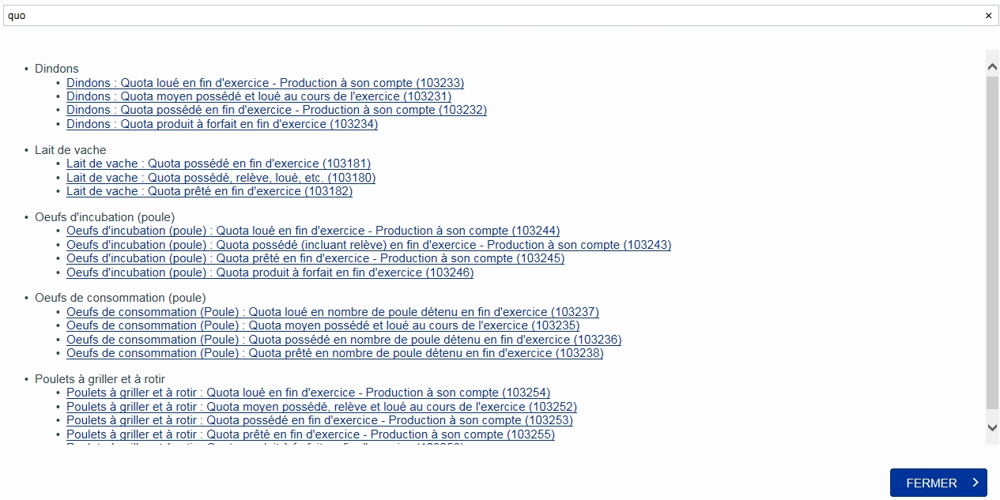 quo ×
• Dindons
• Dindons : Quota loué en fin d'exercice - Production à son compte (103233)
• Dindons : Quota moyen possédé et loué au cours de l'exercice (103231)
• Dindons : Quota possédé en fin d'exercice - Production à son compte (103232)
• Dindons : Quota produit à forfait en fin d'exercice (103234)
• Lait de vache
• Lait de vache : Quota possédé en fin d'exercice (103181)
• Lait de vache : Quota possédé, relève, loué, etc. (103180)
• Lait de vache : Quota prêté en fin d'exercice (103182)
• Oeufs d'incubation (poule)
• Oeufs d'incubation (poule) : Quota loué en fin d'exercice - Production à son compte (103244)
• Oeufs d'incubation (poule) : Quota possédé (incluant relève) en fin d'exercice - Production à son compte (103243)
• Oeufs d'incubation (poule) : Quota prêté en fin d'exercice - Production à son compte (103245)
• Oeufs d'incubation (poule) : Quota produit à forfait en fin d'exercice (103246)
• Oeufs de consommation (poule)
• Oeufs de consommation (Poule) : Quota loué en nombre de poule détenu en fin d'exercice (103237)
• Oeufs de consommation (Poule) : Quota moyen possédé et loué au cours de l'exercice (103235)
• Oeufs de consommation (Poule) : Quota possédé en nombre de poule détenu en fin d'exercice (103236)
• Oeufs de consommation (Poule) : Quota prêté en nombre de poule détenu en fin d'exercice (103238)
• Poulets à griller et à rotir
• Poulets à griller et à rotir : Quota loué en fin d'exercice - Production à son compte (103254)
• Poulets à griller et à rotir : Quota moyen possédé, relève et loué au cours de l'exercice (103252)
• Poulets à griller et à rotir : Quota possédé en fin d'exercice - Production à son compte (103253)
• Poulets à griller et à rotir : Quota prêté en fin d'exercice - Production à son compte (103255)
FERMER